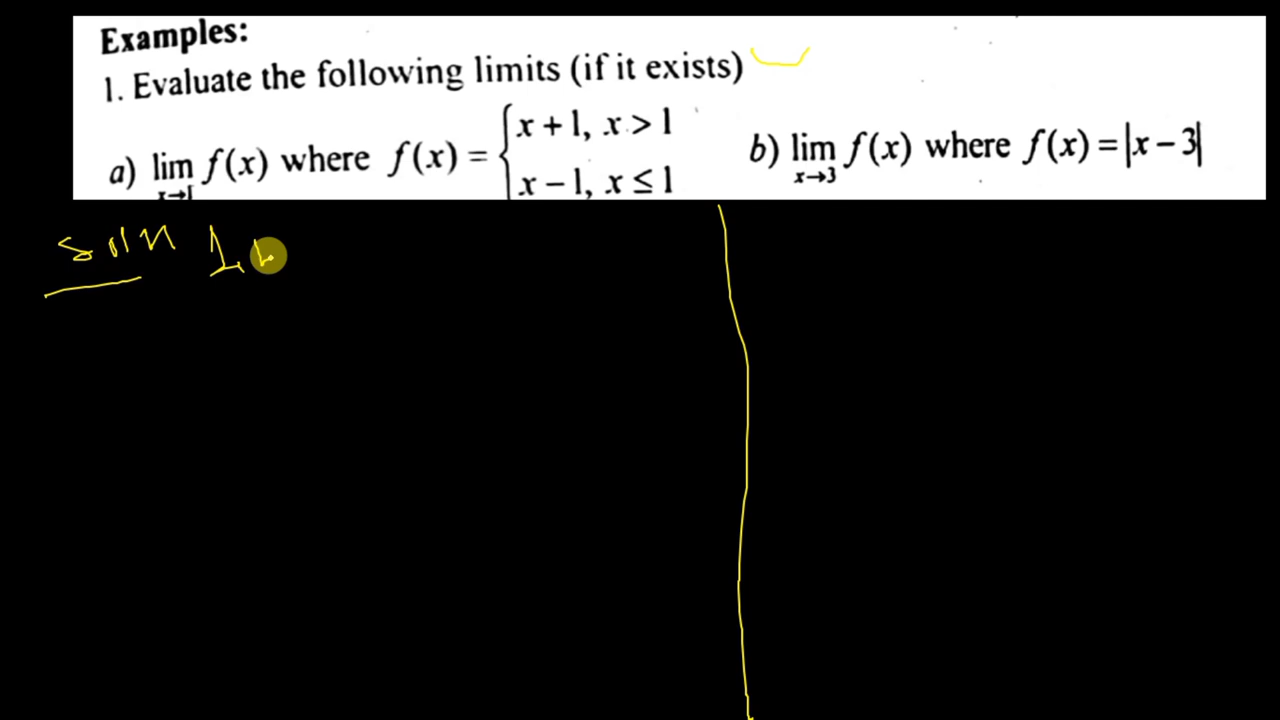 Examples:
1. Evaluate the following limits (if it exists)
a) lim f(x) where f(x) = { x + 1, x > 1
x→1
x − 1, x ≤ 1
b) lim f(x) where f(x) = |x − 3|
x→3
Soln